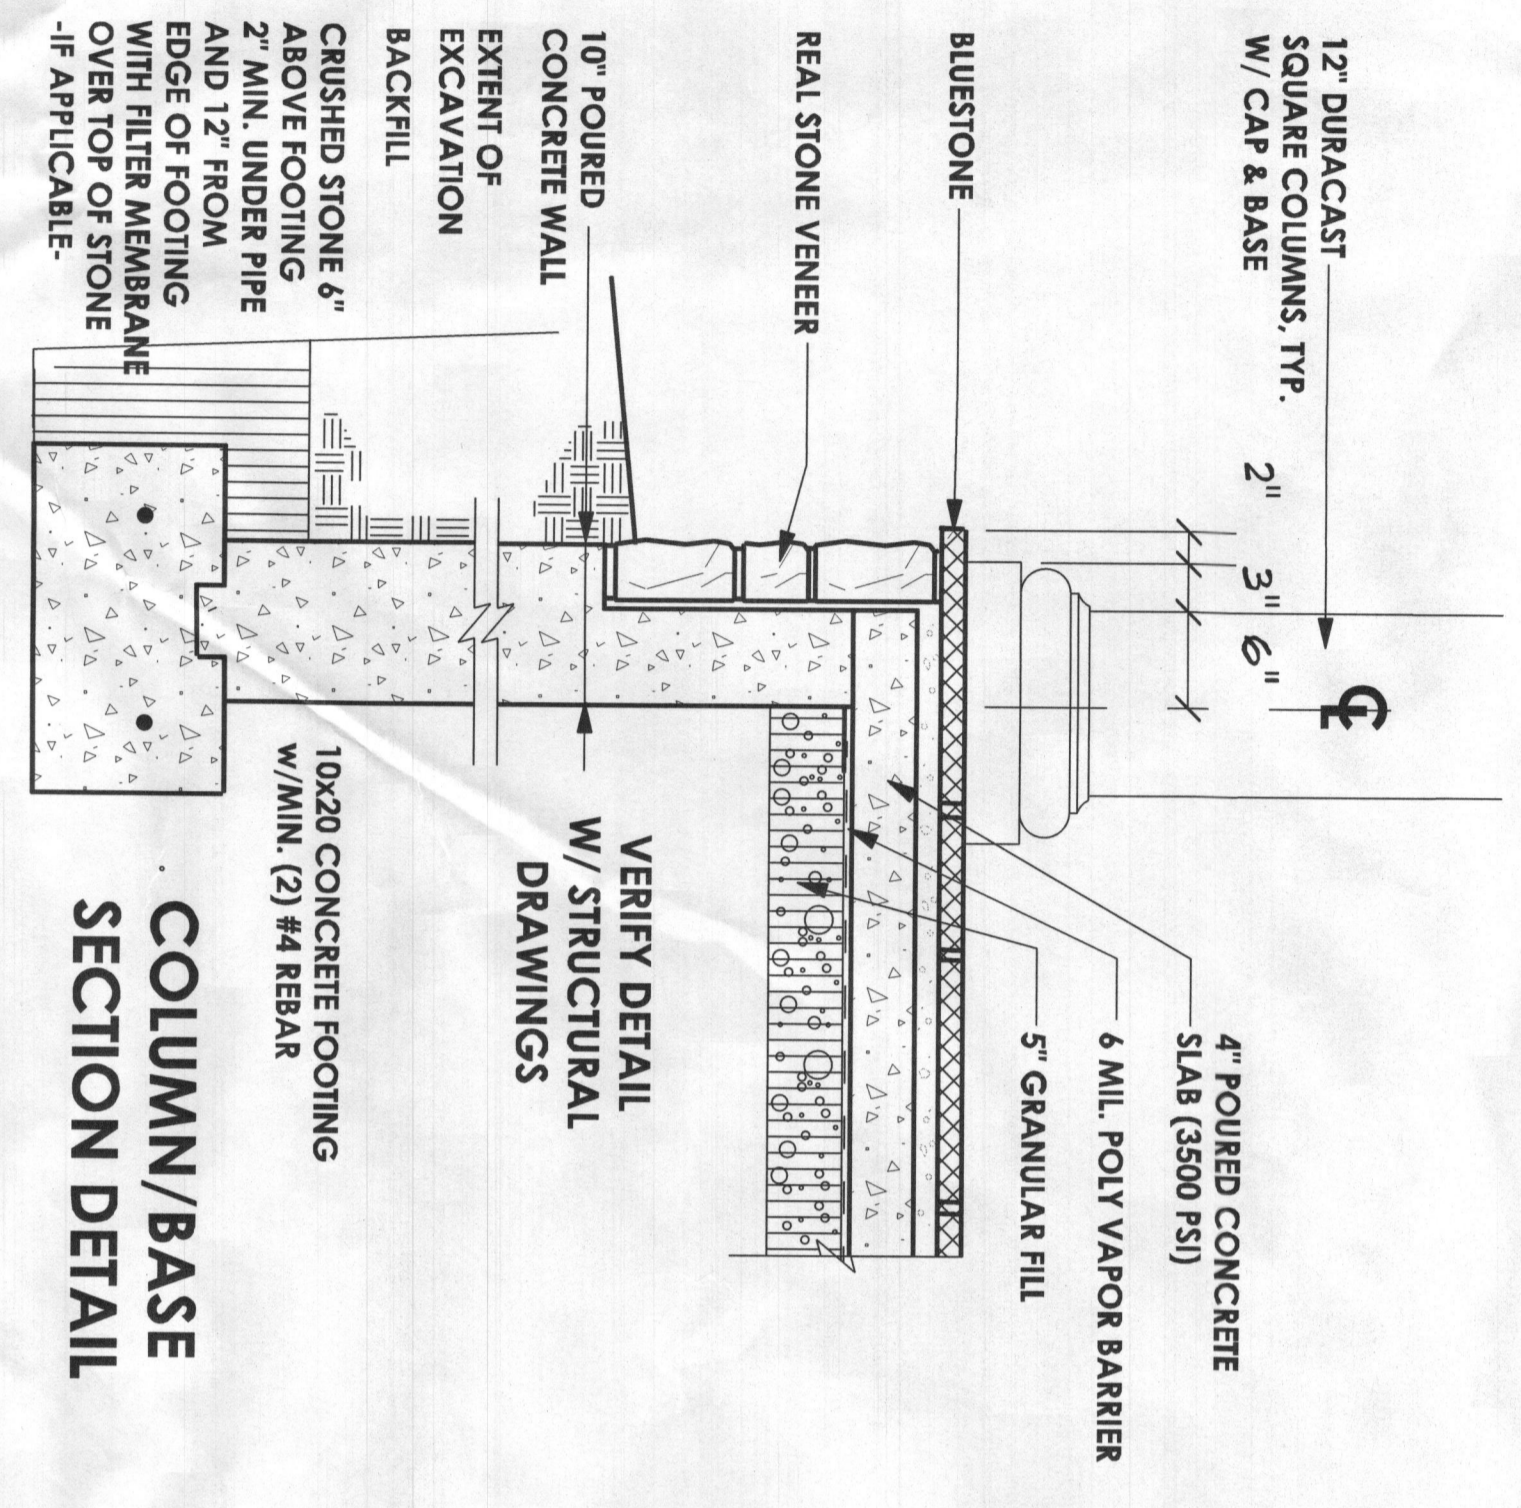 12" DURACAST
SQUARE COLUMNS, TYP.
W/ CAP & BASE
2" 3" 6"
CL
BLUESTONE
REAL STONE VENEER
10" POURED
CONCRETE WALL
EXTENT OF
EXCAVATION
BACKFILL
CRUSHED STONE 6"
ABOVE FOOTING
2" MIN. UNDER PIPE
AND 12" FROM
EDGE OF FOOTING
WITH FILTER MEMBRANE
OVER TOP OF STONE
-IF APPLICABLE-
4" POURED CONCRETE
SLAB (3500 PSI)
6 MIL. POLY VAPOR BARRIER
5" GRANULAR FILL
VERIFY DETAIL
W/ STRUCTURAL
DRAWINGS
10x20 CONCRETE FOOTING
w/MIN. (2) #4 REBAR
COLUMN/BASE
SECTION DETAIL